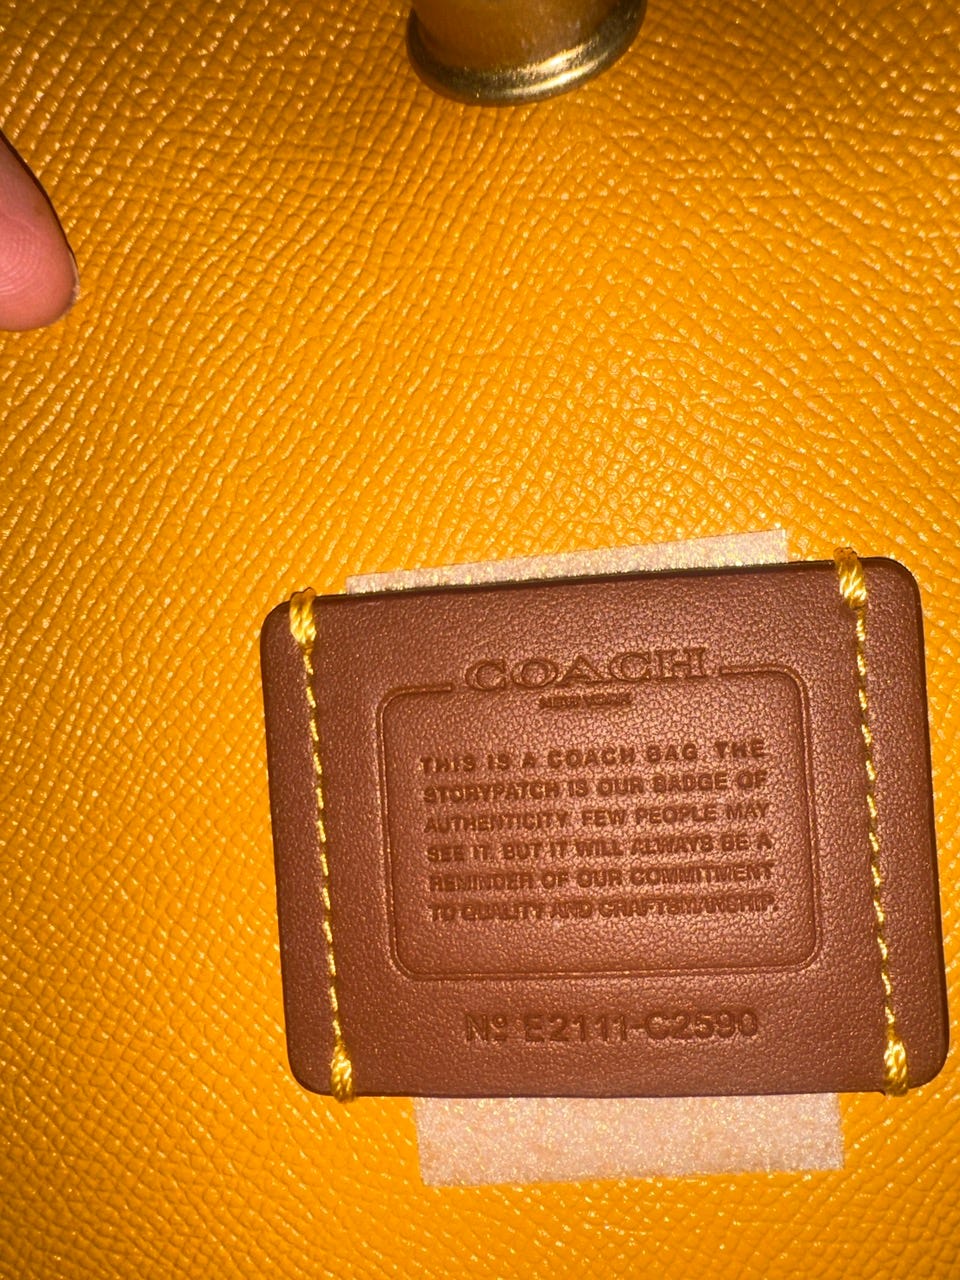 COACH
NEW YORK
THIS IS A COACH BAG. THE
STORYPATCH IS OUR BADGE OF
AUTHENTICITY. FEW PEOPLE MAY
SEE IT. BUT IT WILL ALWAYS BE A
REMINDER OF OUR COMMITMENT
TO QUALITY AND CRAFTSMANSHIP.
Nº E2111-C2590